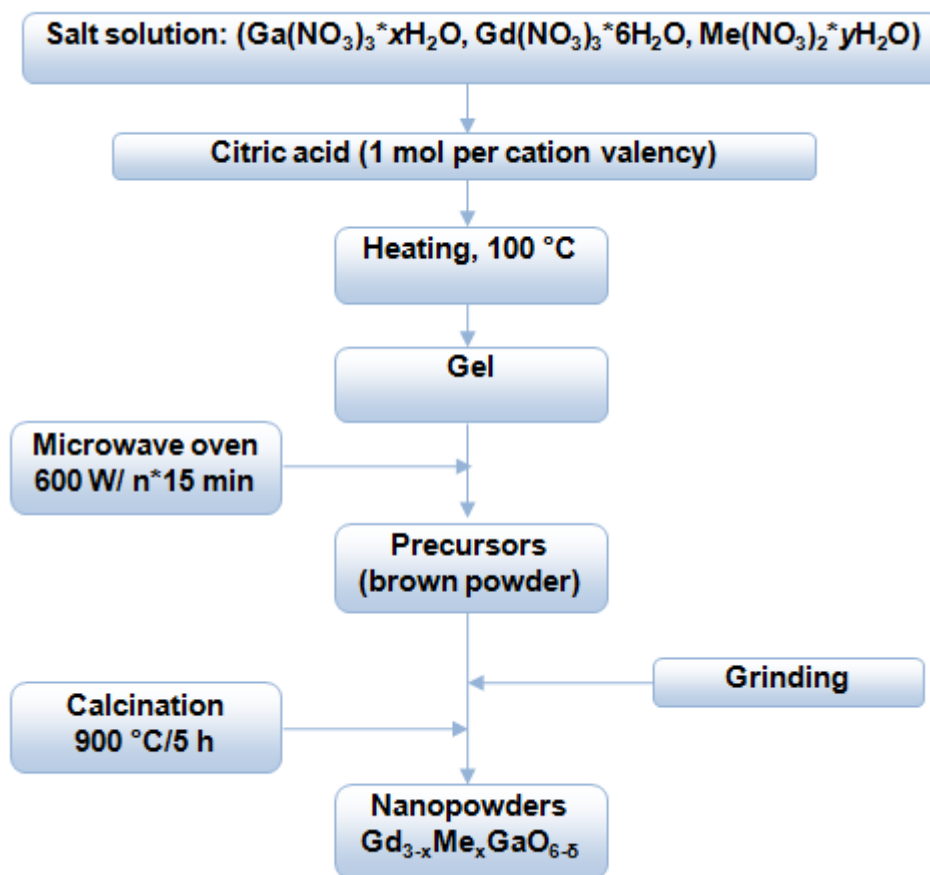 Salt solution: (Ga(NO₃)₃*xH₂O, Gd(NO₃)₃*6H₂O, Me(NO₃)₂*yH₂O)
Citric acid (1 mol per cation valency)
Heating, 100 °C
Gel
Microwave oven
600 W/ n*15 min
Precursors
(brown powder)
Grinding
Calcination
900 °C/5 h
Nanopowders
Gd₃₋ₓMeₓGaO₆₋δ